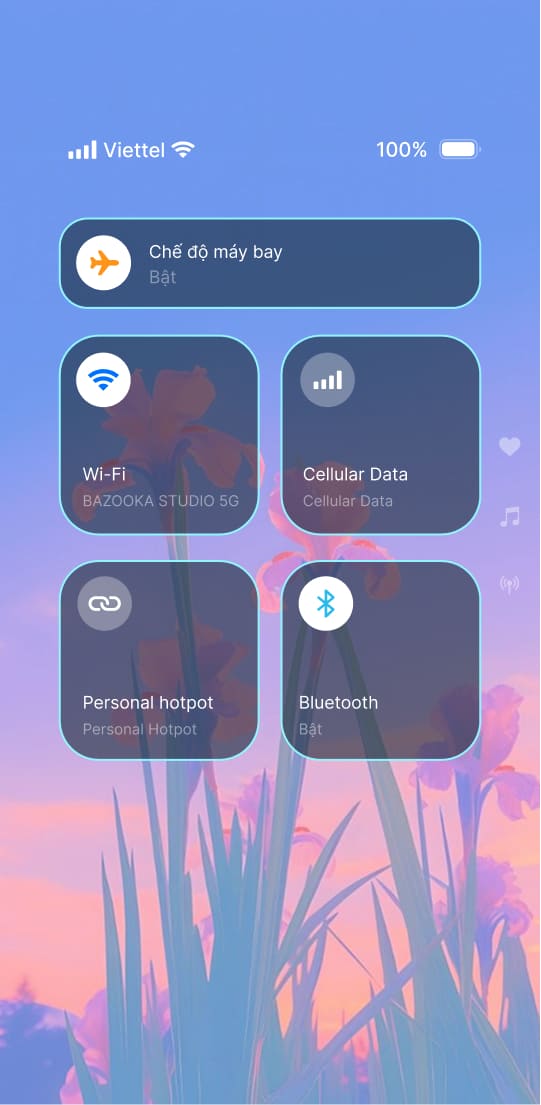 Viettel 100%
Chế độ máy bay
Bật
Wi-Fi
BAZOOKA STUDIO 5G
Cellular Data
Cellular Data
Personal hotpot
Personal Hotpot
Bluetooth
Bật